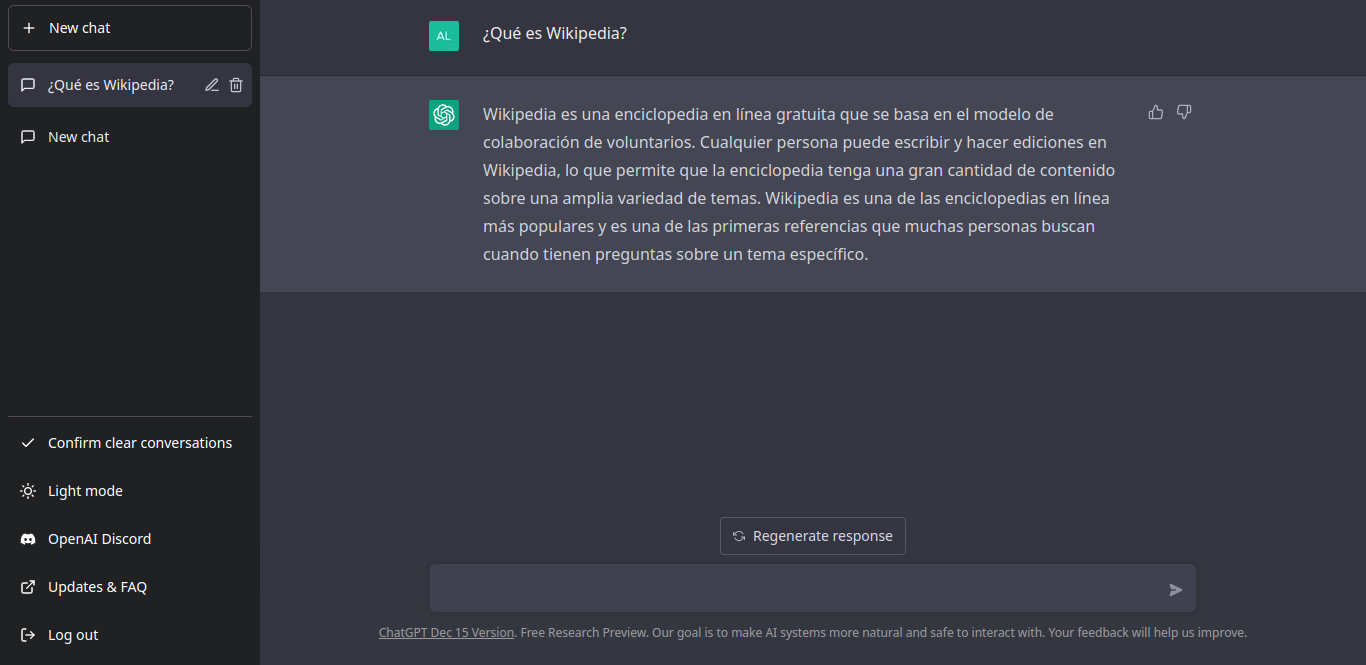 New chat
¿Qué es Wikipedia?
New chat
Confirm clear conversations
Light mode
OpenAI Discord
Updates & FAQ
Log out
AL
¿Qué es Wikipedia?
Wikipedia es una enciclopedia en línea gratuita que se basa en el modelo de
colaboración de voluntarios. Cualquier persona puede escribir y hacer ediciones en
Wikipedia, lo que permite que la enciclopedia tenga una gran cantidad de contenido
sobre una amplia variedad de temas. Wikipedia es una de las enciclopedias en línea
más populares y es una de las primeras referencias que muchas personas buscan
cuando tienen preguntas sobre un tema específico.
Regenerate response
ChatGPT Dec 15 Version. Free Research Preview. Our goal is to make AI systems more natural and safe to interact with. Your feedback will help us improve.